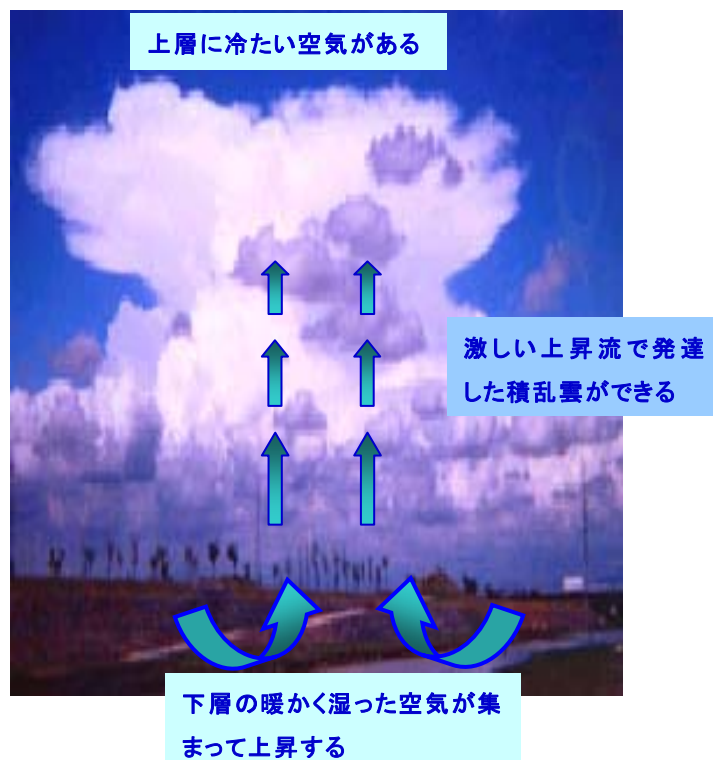 上層に冷たい空気がある
激しい上昇流で発達
した積乱雲ができる
下層の暖かく湿った空気が集
まって上昇する